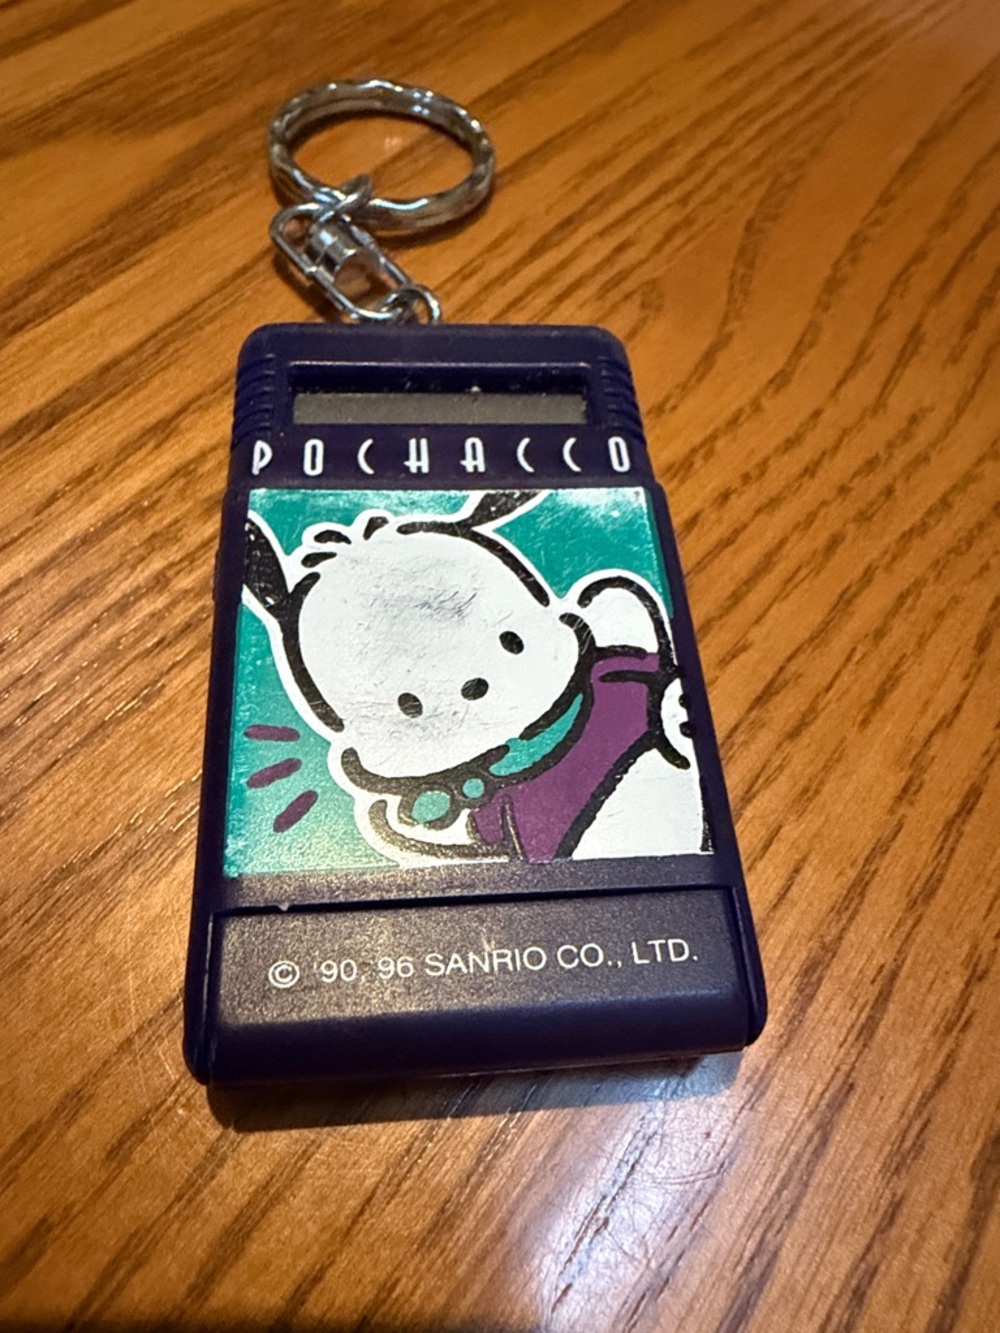 POCHACCO
© '90, 96 SANRIO CO., LTD.